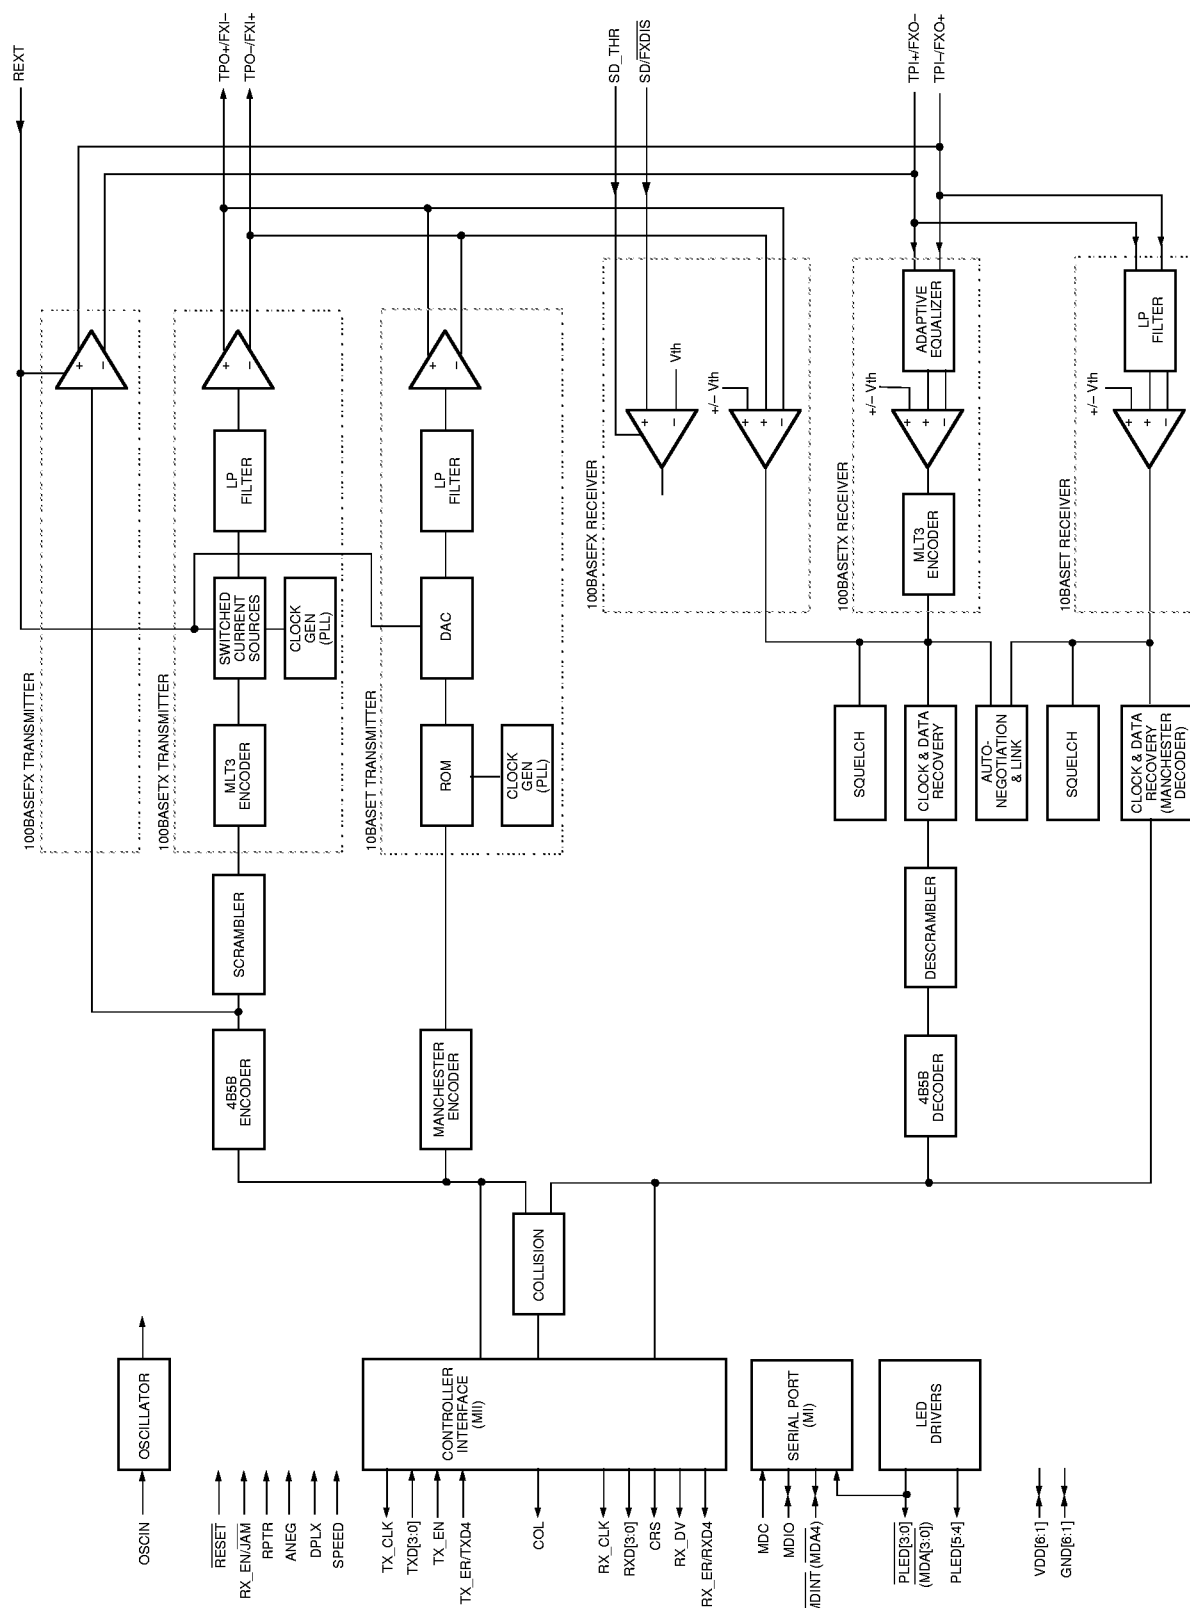 OSCIN
OSCILLATOR
RESET
RX_EN/JAM
RPTR
ANEG
DPLX
SPEED
TX_CLK
TXD[3:0]
TX_EN
TX_ER/TXD4
COL
RX_CLK
RXD[3:0]
CRS
RX_DV
RX_ER/RXD4
CONTROLLER
INTERFACE
(MII)
MDC
MDIO
MDINT (MDA4)
SERIAL PORT
(MI)
PLED[3:0]
(MDA[3:0])
PLED[5:4]
LED
DRIVERS
VDD[6:1]
GND[6:1]
COLLISION
4B5B
ENCODER
SCRAMBLER
MANCHESTER
ENCODER
100BASEFX TRANSMITTER
+
–
REXT
100BASETX TRANSMITTER
MLT3
ENCODER
SWITCHED
CURRENT
SOURCES
CLOCK
GEN
(PLL)
LP
FILTER
+
–
TPO+/FXI–
TPO–/FXI+
10BASET TRANSMITTER
ROM
CLOCK
GEN
(PLL)
DAC
LP
FILTER
+
–
100BASEFX RECEIVER
+
–
Vth
+/– Vth
+
+
–
SD_THR
SD/FXDIS
100BASETX RECEIVER
MLT3
ENCODER
+
+
–
+/– Vth
ADAPTIVE
EQUALIZER
TPI+/FXO–
TPI–/FXO+
10BASET RECEIVER
+
+
–
+/– Vth
LP
FILTER
SQUELCH
CLOCK & DATA
RECOVERY
AUTO-
NEGOTIATION
& LINK
SQUELCH
CLOCK & DATA
RECOVERY
(MANCHESTER
DECODER)
DESCRAMBLER
4B5B
DECODER